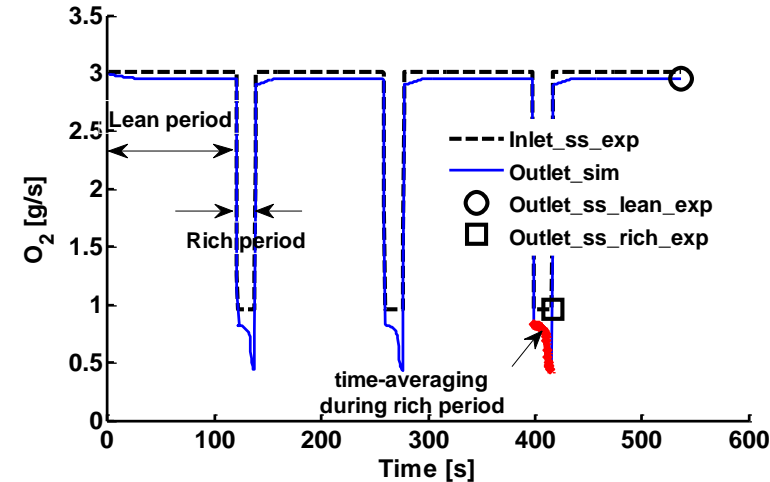 3.5
3
2.5
2
1.5
1
0.5
0
O2 [g/s]
Lean period
Rich period
Inlet_ss_exp
Outlet_sim
Outlet_ss_lean_exp
Outlet_ss_rich_exp
time-averaging
during rich period
0 100 200 300 400 500 600
Time [s]